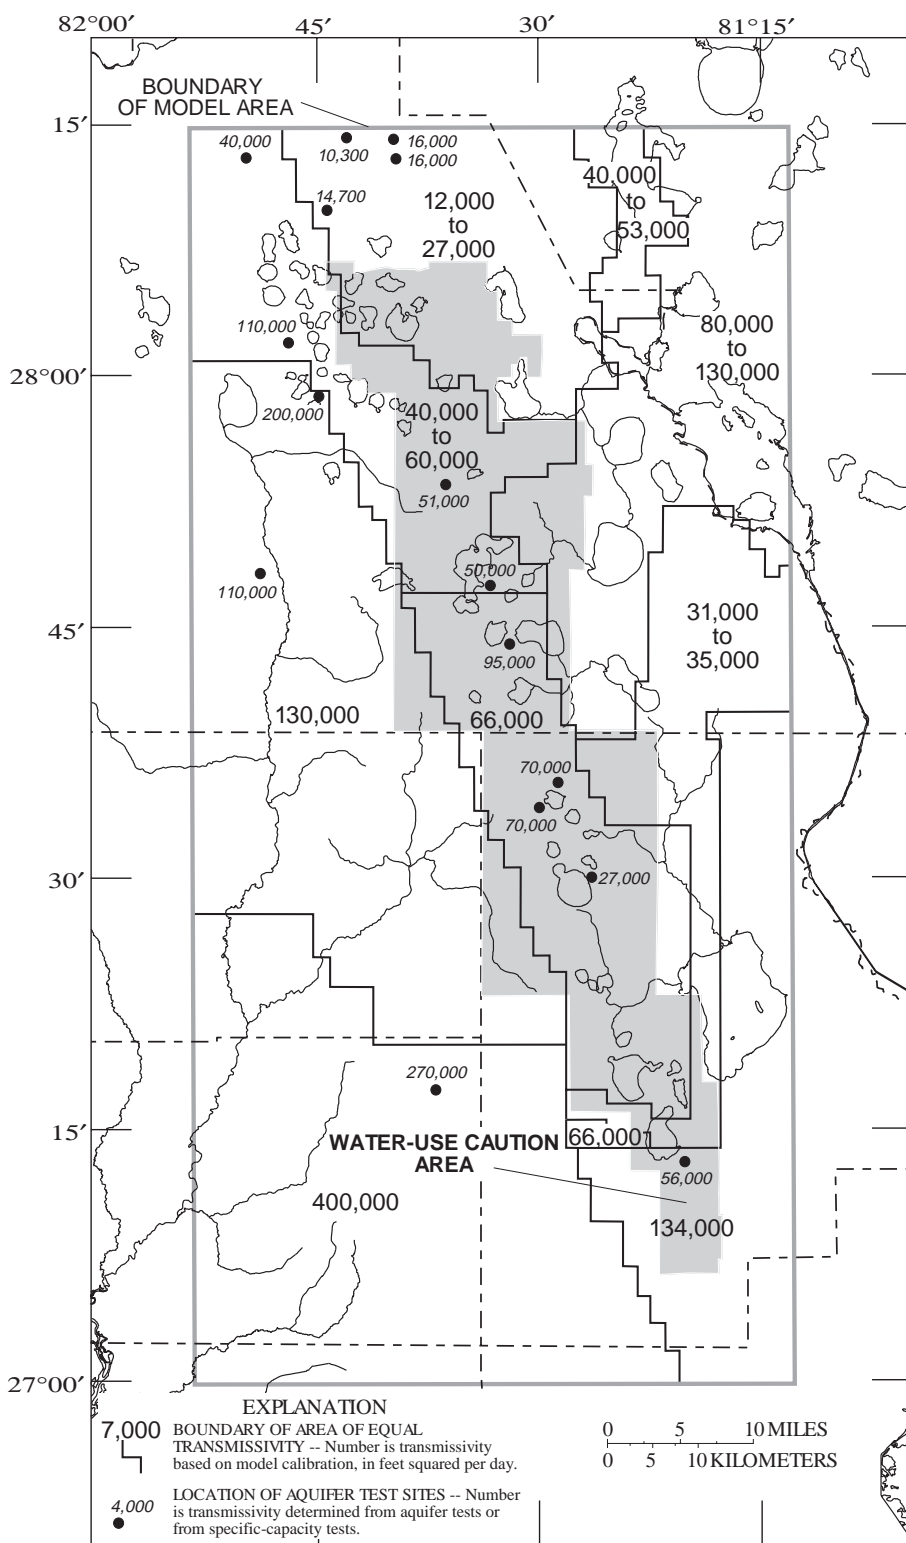 82°00′ 45′ 30′ 81°15′
BOUNDARY
OF MODEL AREA
15′
40,000
10,300
16,000
16,000
14,700
12,000
to
27,000
40,000
to
53,000
110,000
80,000
to
130,000
28°00′
200,000
40,000
to
60,000
51,000
50,000
110,000
31,000
to
35,000
45′
95,000
130,000
66,000
70,000
70,000
30′
27,000
270,000
15′
WATER-USE CAUTION
AREA
66,000
56,000
400,000
134,000
27°00′
EXPLANATION
7,000
BOUNDARY OF AREA OF EQUAL
TRANSMISSIVITY -- Number is transmissivity
based on model calibration, in feet squared per day.
4,000
LOCATION OF AQUIFER TEST SITES -- Number
is transmissivity determined from aquifer tests or
from specific-capacity tests.
0 5 10 MILES
0 5 10 KILOMETERS